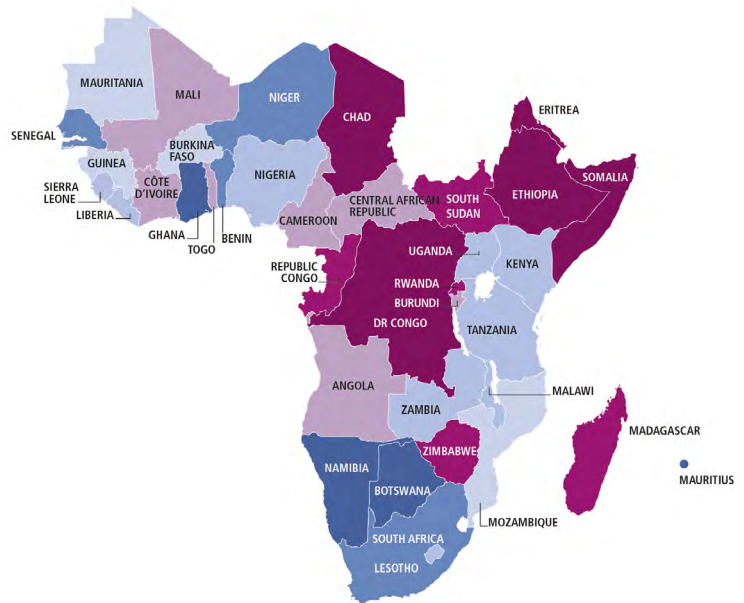 MAURITANIA
MALI
NIGER
CHAD
ERITREA
SENEGAL
BURKINA
FASO
GUINEA
NIGERIA
SOMALIA
CÔTE
D'IVOIRE
ETHIOPIA
SIERRA
LEONE
CENTRAL AFRICAN
REPUBLIC
SOUTH
SUDAN
LIBERIA
CAMEROON
GHANA
BENIN
TOGO
UGANDA
KENYA
REPUBLIC
CONGO
RWANDA
BURUNDI
DR CONGO
TANZANIA
ANGOLA
MALAWI
ZAMBIA
MADAGASCAR
ZIMBABWE
NAMIBIA
MAURITIUS
BOTSWANA
MOZAMBIQUE
SOUTH AFRICA
LESOTHO